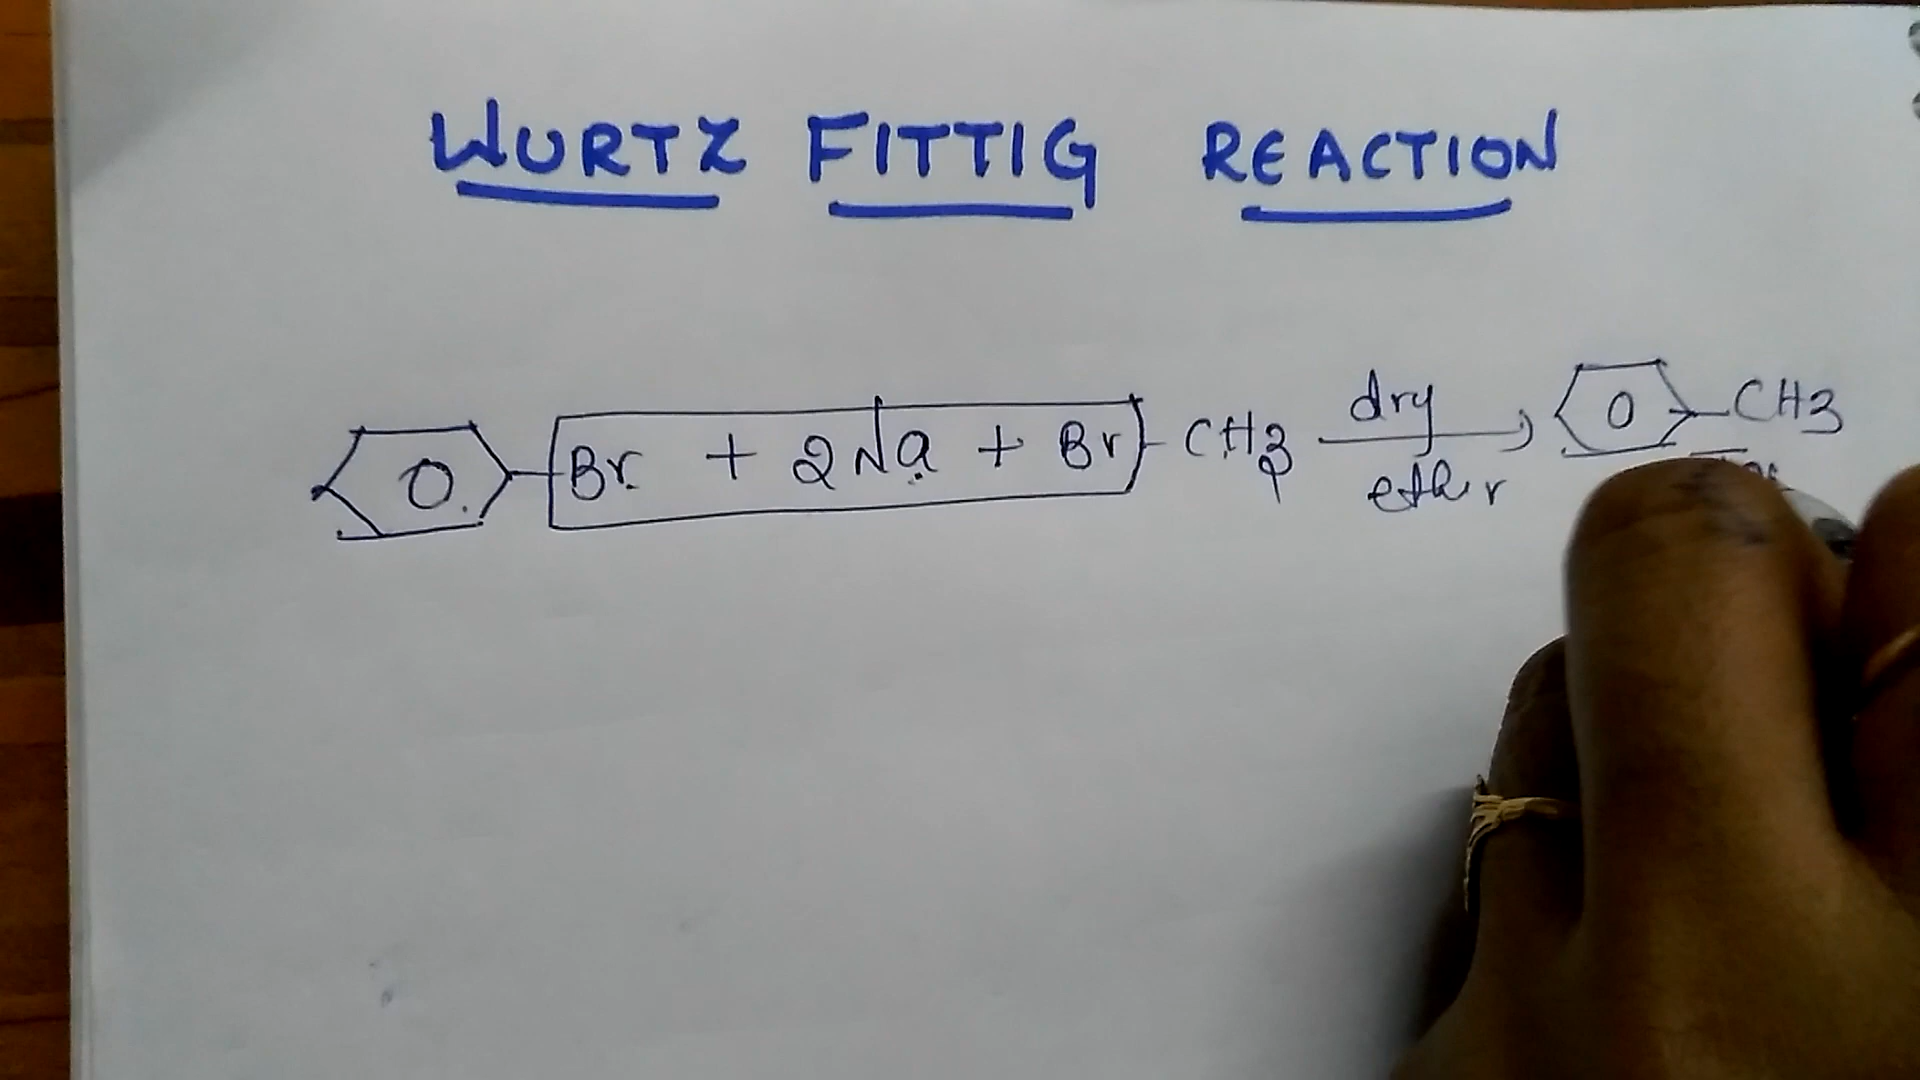 WURTZ FITTIG REACTION
Br + 2Na + Br CH3 dry ether CH3